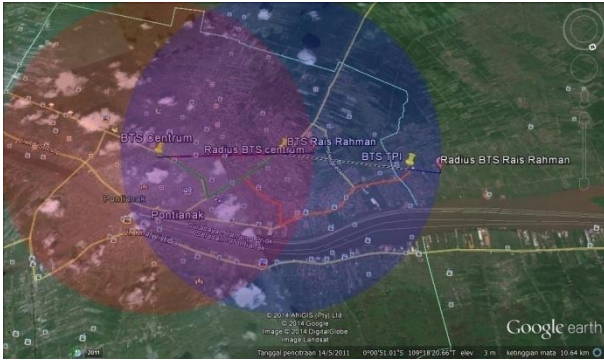 BTS Centrum
BTS Rais Rahman
Radius BTS centrum
BTS TPI
Radius BTS Rais Rahman
Pontianak
Pontianak
© 2014 AfriGIS (Pty) Ltd.
© 2014 Google
Image © 2014 DigitalGlobe
Image Landsat
Google earth
2011
Tanggal pencitraan 14/5/2011 0°00'51.01"S 109°18'20.66"T elev 3 m ketinggian mata 10.64 km